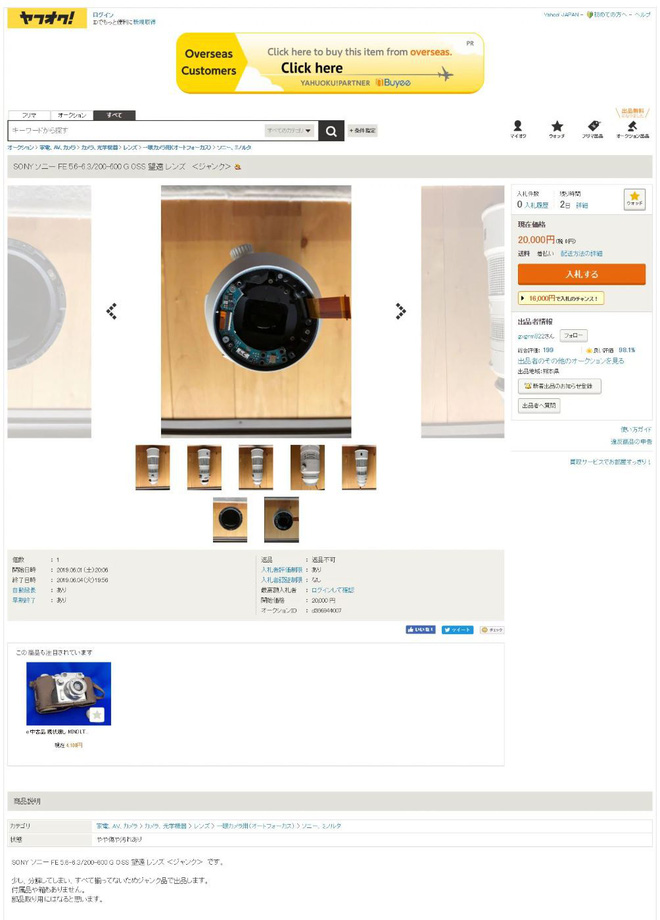 ヤフオク!
ログイン
IDでもっと便利に新規取得
Yahoo! JAPAN - 初めての方へ - ヘルプ
Overseas Customers
Click here to buy this item from overseas.
Click here
YAHUOKU!PARTNER Buyee
PR
フリマ オークション すべて
キーワードから探す
すべてのカテゴリ
+条件指定
出品無料
マイオク ウォッチ フリマ出品 オークション出品
オークション > 家電、AV、カメラ > カメラ、光学機器 > レンズ > 一眼カメラ用(オートフォーカス) > ソニー、ミノルタ
SONY ソニー FE 5.6-6.3/200-600 G OSS 望遠 レンズ <ジャンク>
入札件数 残り時間
0 入札履歴 2日 詳細
ウォッチ
現在価格
20,000円(税 0 円)
送料 : 着払い 配送方法の詳細
入札する
で入札のチャンス!
出品者情報
フォロー
総合評価: 199 良い評価 99.1%
出品者のその他のオークションを見る
出品地域: 熊本県
新着出品のお知らせ登録
出品者へ質問
使い方ガイド
違反商品の申告
買取サービスでお部屋すっきり!
個数 : 1
開始日時 : 2019.06.01(土)20:06
終了日時 : 2019.06.04(火)19:56
自動延長 : あり
早期終了 : あり
返品 : 返品不可
入札者評価制限 : あり
入札者認証制限 : なし
最高額入札者 : ログインして確認
開始価格 : 20,000 円
オークションID :
いいね!
ツイート
チェック
この商品も注目されています
現在
商品説明
カテゴリ 家電、AV、カメラ > カメラ、光学機器 > レンズ > 一眼カメラ用(オートフォーカス) > ソニー、ミノルタ
状態 やや傷や汚れあり
SONY ソニー FE 5.6-6.3/200-600 G OSS 望遠 レンズ <ジャンク> です。
少し、分解してしまい、すべて揃ってないためジャンク品で出品します。
付属品や箱もありません。
部品取り用にはなると思います。